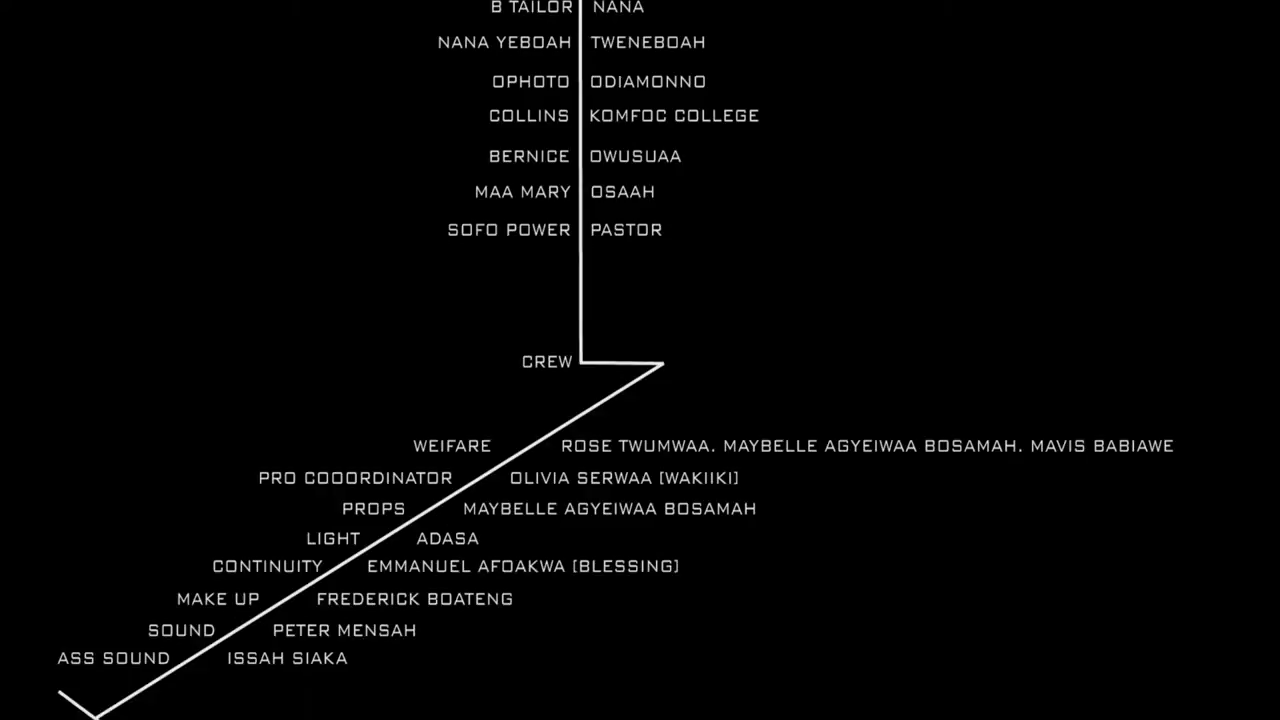 B TAILOR NANA
NANA YEBOAH TWENEBOAH
OPHOTO ODIAMONNO
COLLINS KOMFOC COLLEGE
BERNICE OWUSUAA
MAA MARY OSAAH
SOFO POWER PASTOR
CREW
WEIFARE ROSE TWUMWAA. MAYBELLE AGYEIWAA BOSAMAH. MAVIS BABIAWE
PRO COOORDINATOR OLIVIA SERWAA [WAKIIKI]
PROPS MAYBELLE AGYEIWAA BOSAMAH
LIGHT ADASA
CONTINUITY EMMANUEL AFOAKWA [BLESSING]
MAKE UP FREDERICK BOATENG
SOUND PETER MENSAH
ASS SOUND ISSAH SIAKA